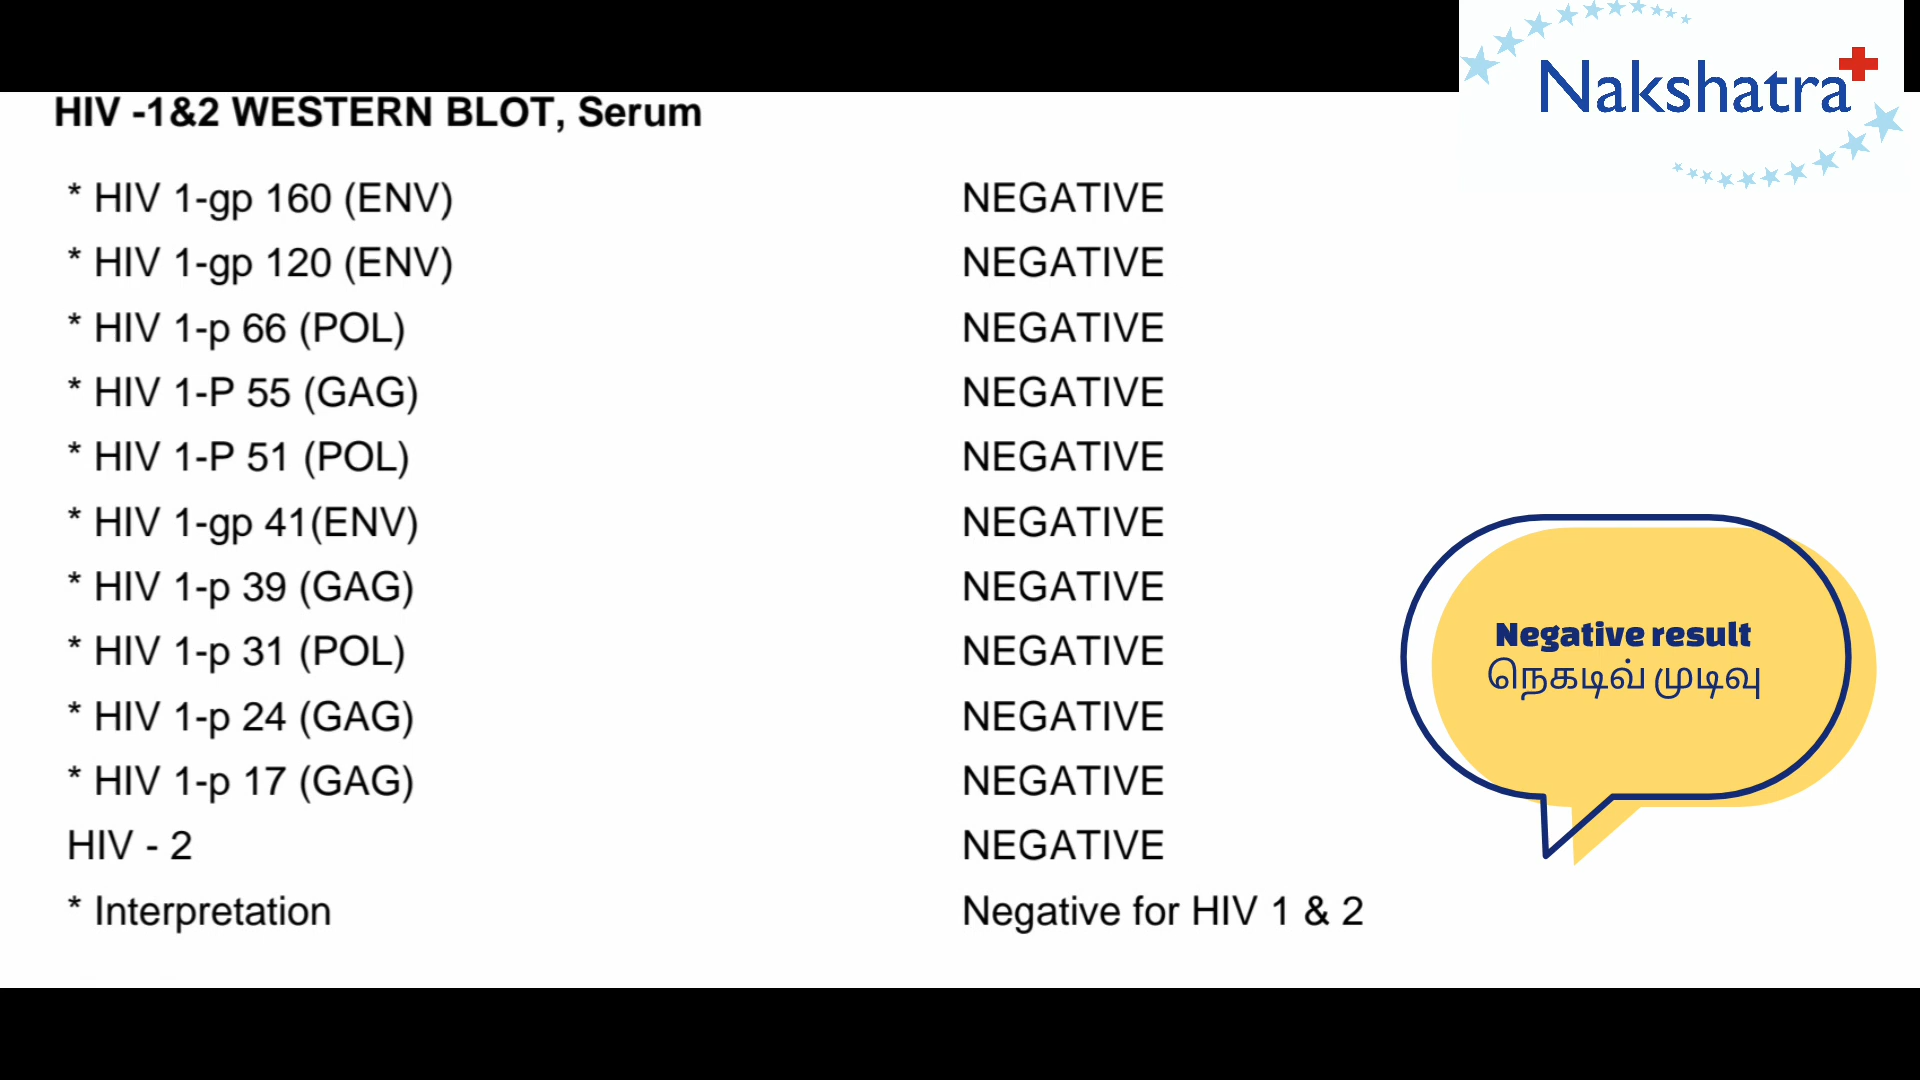 Nakshatra
HIV -1&2 WESTERN BLOT, Serum
* HIV 1-gp 160 (ENV) NEGATIVE
* HIV 1-gp 120 (ENV) NEGATIVE
* HIV 1-p 66 (POL) NEGATIVE
* HIV 1-P 55 (GAG) NEGATIVE
* HIV 1-P 51 (POL) NEGATIVE
* HIV 1-gp 41(ENV) NEGATIVE
* HIV 1-p 39 (GAG) NEGATIVE
* HIV 1-p 31 (POL) NEGATIVE
* HIV 1-p 24 (GAG) NEGATIVE
* HIV 1-p 17 (GAG) NEGATIVE
HIV - 2 NEGATIVE
* Interpretation Negative for HIV 1 & 2
Negative result
நெகடிவ் முடிவு